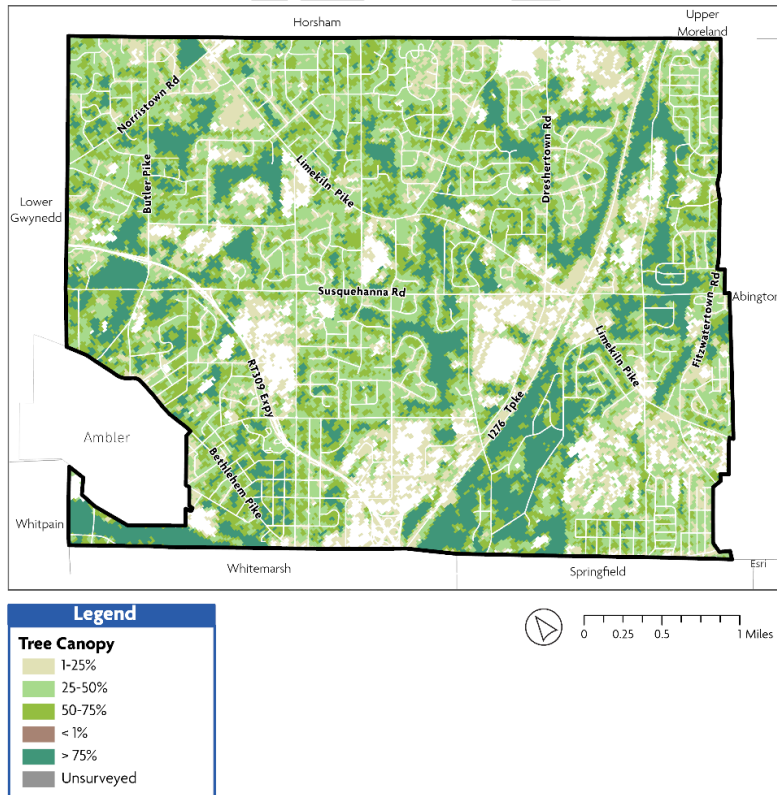 Horsham
Upper
Moreland
Norristown Rd
Butler Pike
Limekiln Pike
Dreshertown Rd
Lower
Gwynedd
Susquehanna Rd
Abington
Fitzwatertown Rd
Limekiln Pike
RT309 Expy
1276 Tpke
Ambler
Bethlehem Pike
Whitpain
Whitemarsh
Springfield
Esri
Legend
Tree Canopy
1-25%
25-50%
50-75%
< 1%
> 75%
Unsurveyed
0 0.25 0.5 1 Miles